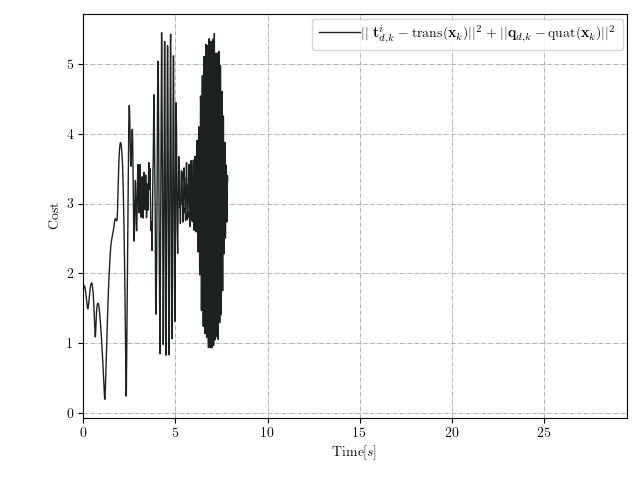 || t^i_{d,k} − trans(x_k)||² + ||q_{d,k} − quat(x_k)||²
5
4
3
2
1
0
Cost
0 5 10 15 20 25
Time[s]